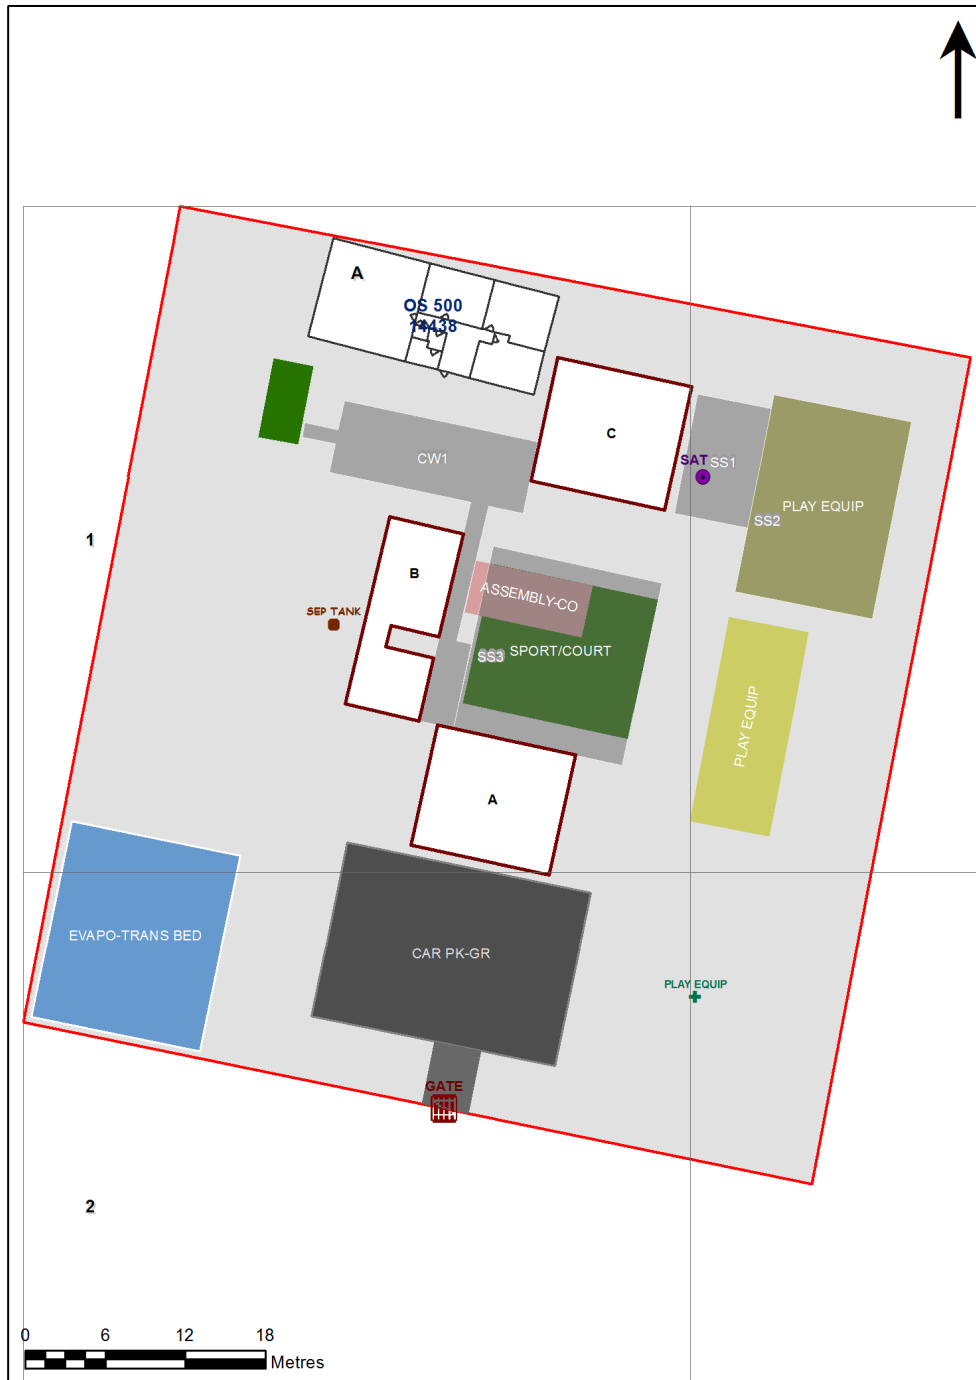 A
OS 500
14438
C
CW1
SAT
SS1
PLAY EQUIP
SS2
1
B
ASSEMBLY-CO
SEP TANK
SPORT/COURT
SS3
PLAY EQUIP
A
EVAPO-TRANS BED
CAR PK-GR
PLAY EQUIP
GATE
2
0 6 12 18
Metres